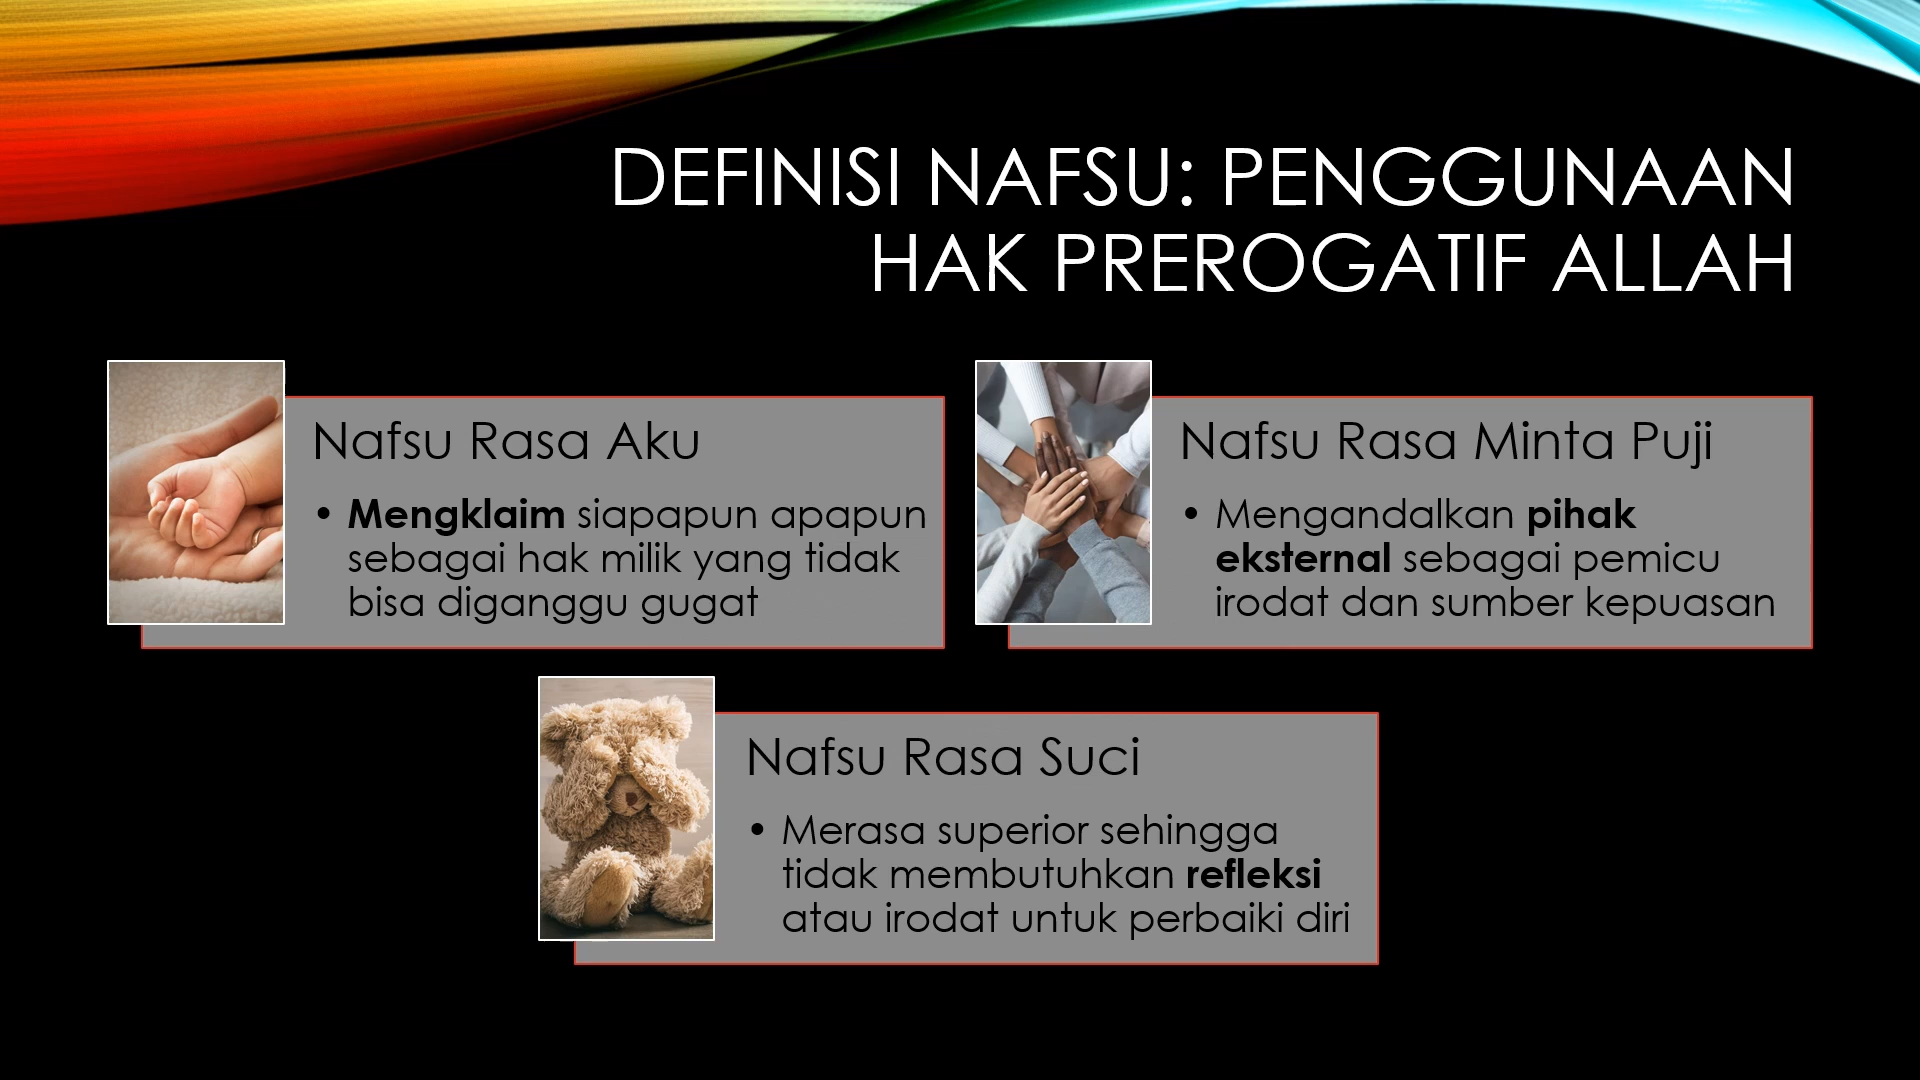 DEFINISI NAFSU: PENGGUNAAN
HAK PREROGATIF ALLAH
Nafsu Rasa Aku
• Mengklaim siapapun apapun
sebagai hak milik yang tidak
bisa diganggu gugat
Nafsu Rasa Minta Puji
• Mengandalkan pihak
eksternal sebagai pemicu
irodat dan sumber kepuasan
Nafsu Rasa Suci
• Merasa superior sehingga
tidak membutuhkan refleksi
atau irodat untuk perbaiki diri